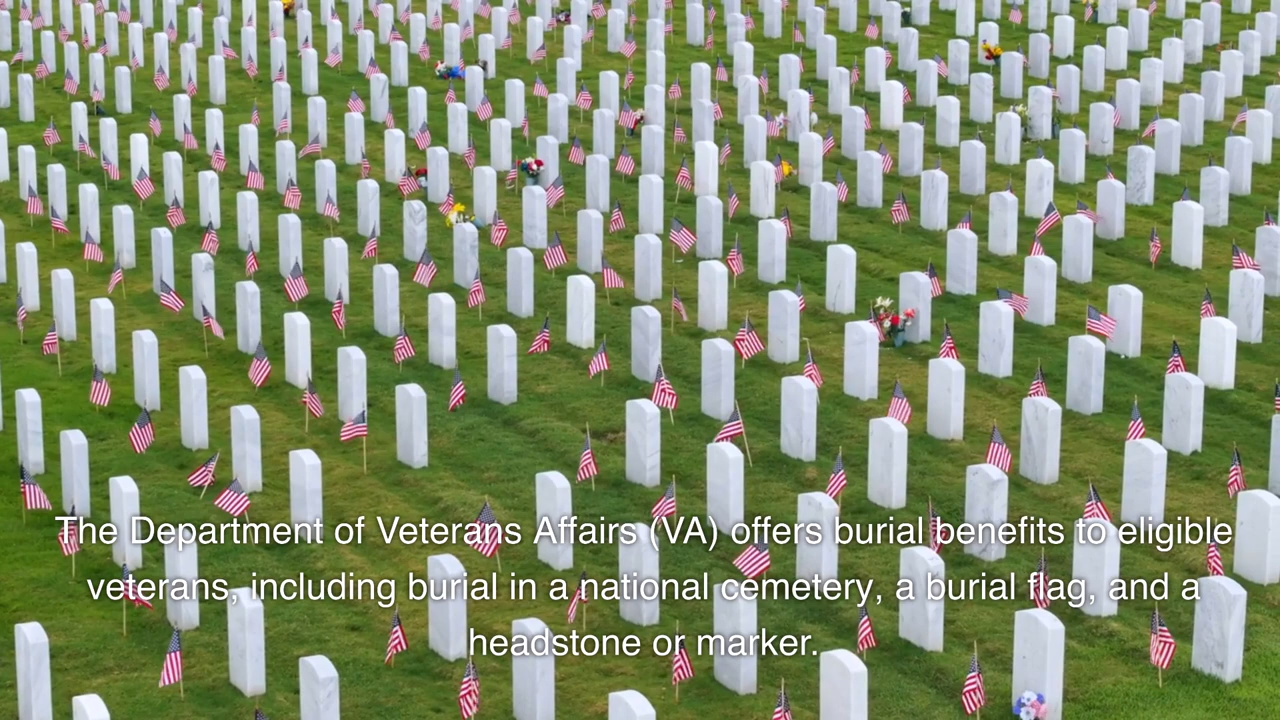 The Department of Veterans Affairs (VA) offers burial benefits to eligible
veterans, including burial in a national cemetery, a burial flag, and a
headstone or marker.